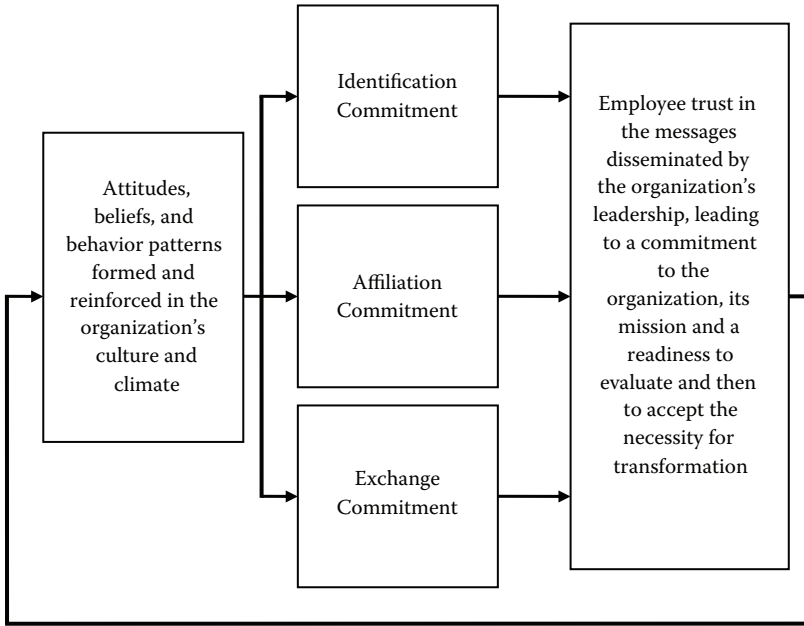 Attitudes,
beliefs, and
behavior patterns
formed and
reinforced in the
organization’s
culture and
climate
Identification
Commitment
Affiliation
Commitment
Exchange
Commitment
Employee trust in
the messages
disseminated by
the organization’s
leadership, leading
to a commitment
to the
organization, its
mission and a
readiness to
evaluate and then
to accept the
necessity for
transformation